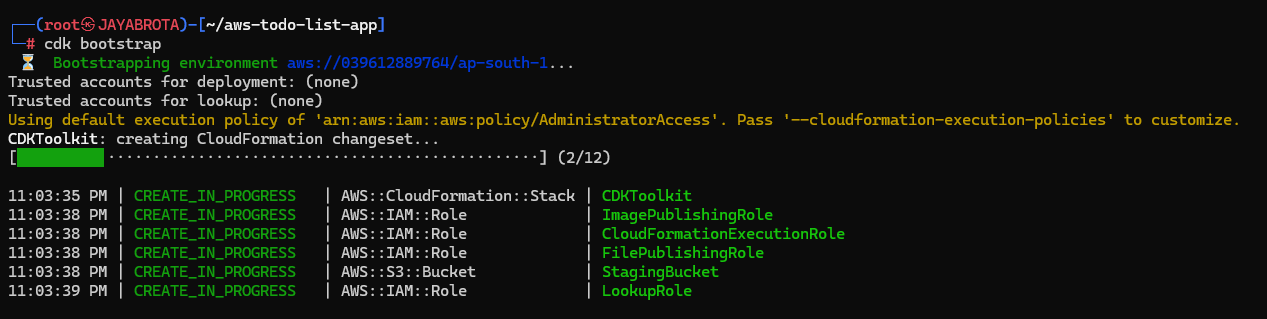 ┌──(root㉿JAYABROTA)-[~/aws-todo-list-app]
└─# cdk bootstrap
⏳ Bootstrapping environment aws://039612889764/ap-south-1...
Trusted accounts for deployment: (none)
Trusted accounts for lookup: (none)
Using default execution policy of 'arn:aws:iam::aws:policy/AdministratorAccess'. Pass '--cloudformation-execution-policies' to customize.
CDKToolkit: creating CloudFormation changeset...
[██████████··················································] (2/12)
11:03:35 PM | CREATE_IN_PROGRESS | AWS::CloudFormation::Stack | CDKToolkit
11:03:38 PM | CREATE_IN_PROGRESS | AWS::IAM::Role | ImagePublishingRole
11:03:38 PM | CREATE_IN_PROGRESS | AWS::IAM::Role | CloudFormationExecutionRole
11:03:38 PM | CREATE_IN_PROGRESS | AWS::IAM::Role | FilePublishingRole
11:03:38 PM | CREATE_IN_PROGRESS | AWS::S3::Bucket | StagingBucket
11:03:39 PM | CREATE_IN_PROGRESS | AWS::IAM::Role | LookupRole